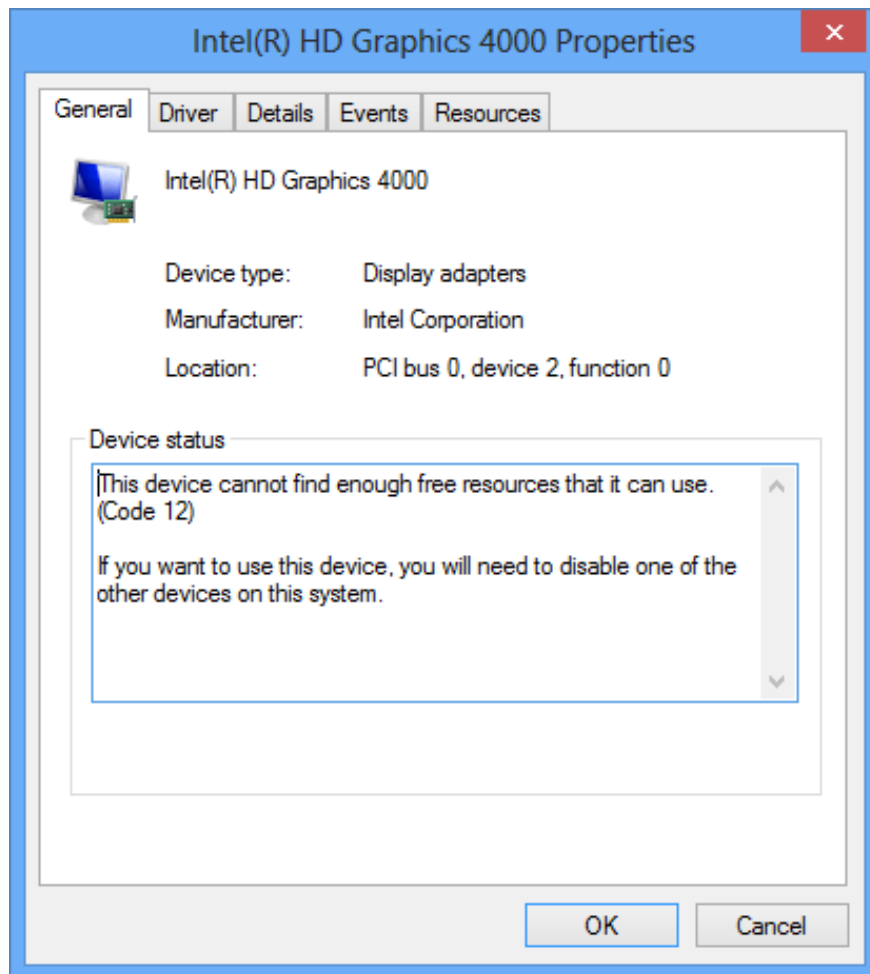 Intel(R) HD Graphics 4000 Properties
General Driver Details Events Resources
Intel(R) HD Graphics 4000
Device type: Display adapters
Manufacturer: Intel Corporation
Location: PCI bus 0, device 2, function 0
Device status
This device cannot find enough free resources that it can use.
(Code 12)
If you want to use this device, you will need to disable one of the
other devices on this system.
OK Cancel